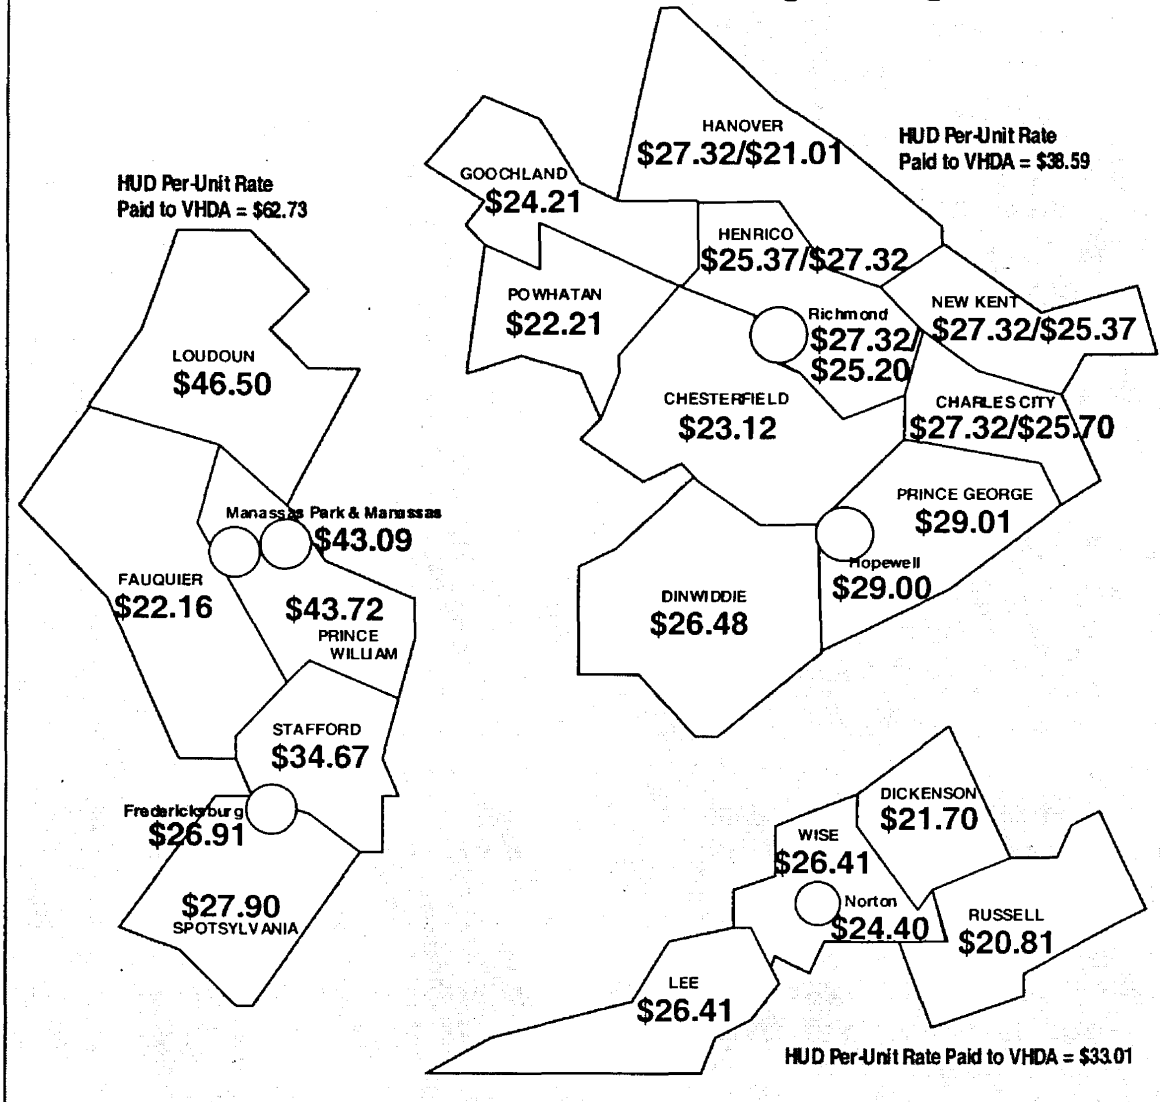 HUD Per-Unit Rate
Paid to VHDA = $62.73
LOUDOUN
$46.50
Manassas Park & Manassas
$43.09
FAUQUIER
$22.16
$43.72
PRINCE
WILLIAM
STAFFORD
$34.67
Fredericksburg
$26.91
$27.90
SPOTSYLVANIA
HANOVER
$27.32/$21.01
HUD Per-Unit Rate
Paid to VHDA = $38.59
GOOCHLAND
$24.21
HENRICO
$25.37/$27.32
POWHATAN
$22.21
Richmond
$27.32/
$25.20
NEW KENT
$27.32/$25.37
CHESTERFIELD
$23.12
CHARLES CITY
$27.32/$25.70
PRINCE GEORGE
$29.01
Hopewell
$29.00
DINWIDDIE
$26.48
DICKENSON
$21.70
WISE
$26.41
Norton
$24.40
RUSSELL
$20.81
LEE
$26.41
HUD Per-Unit Rate Paid to VHDA = $33.01